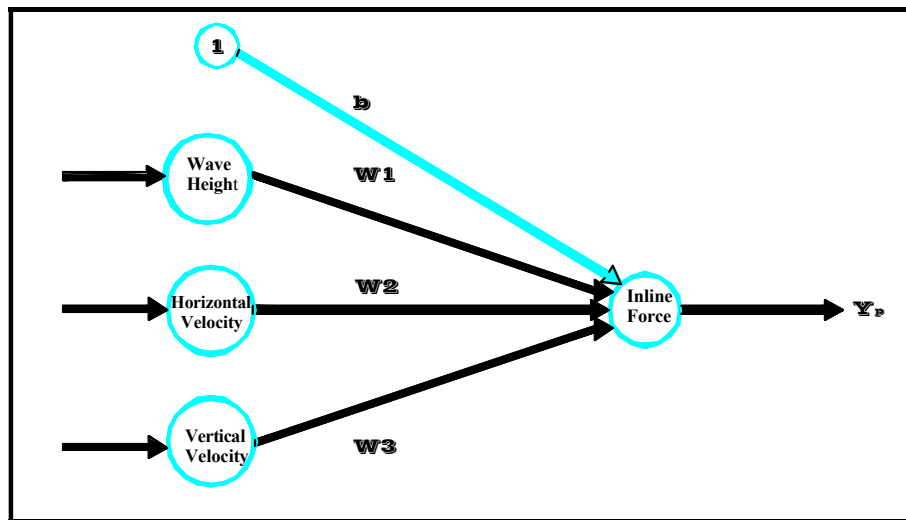 1
b
Wave
Height
W1
Horizontal
Velocity
W2
Inline
Force
Yp
Vertical
Velocity
W3